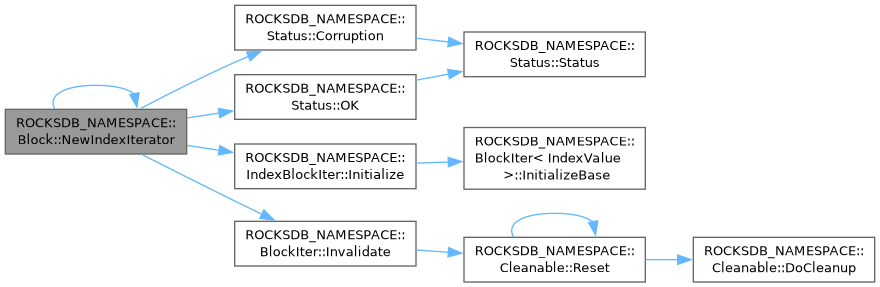 ROCKSDB_NAMESPACE::
Block::NewIndexIterator
ROCKSDB_NAMESPACE::
Status::Corruption
ROCKSDB_NAMESPACE::
Status::Status
ROCKSDB_NAMESPACE::
Status::OK
ROCKSDB_NAMESPACE::
IndexBlockIter::Initialize
ROCKSDB_NAMESPACE::
BlockIter< IndexValue
>::InitializeBase
ROCKSDB_NAMESPACE::
BlockIter::Invalidate
ROCKSDB_NAMESPACE::
Cleanable::Reset
ROCKSDB_NAMESPACE::
Cleanable::DoCleanup